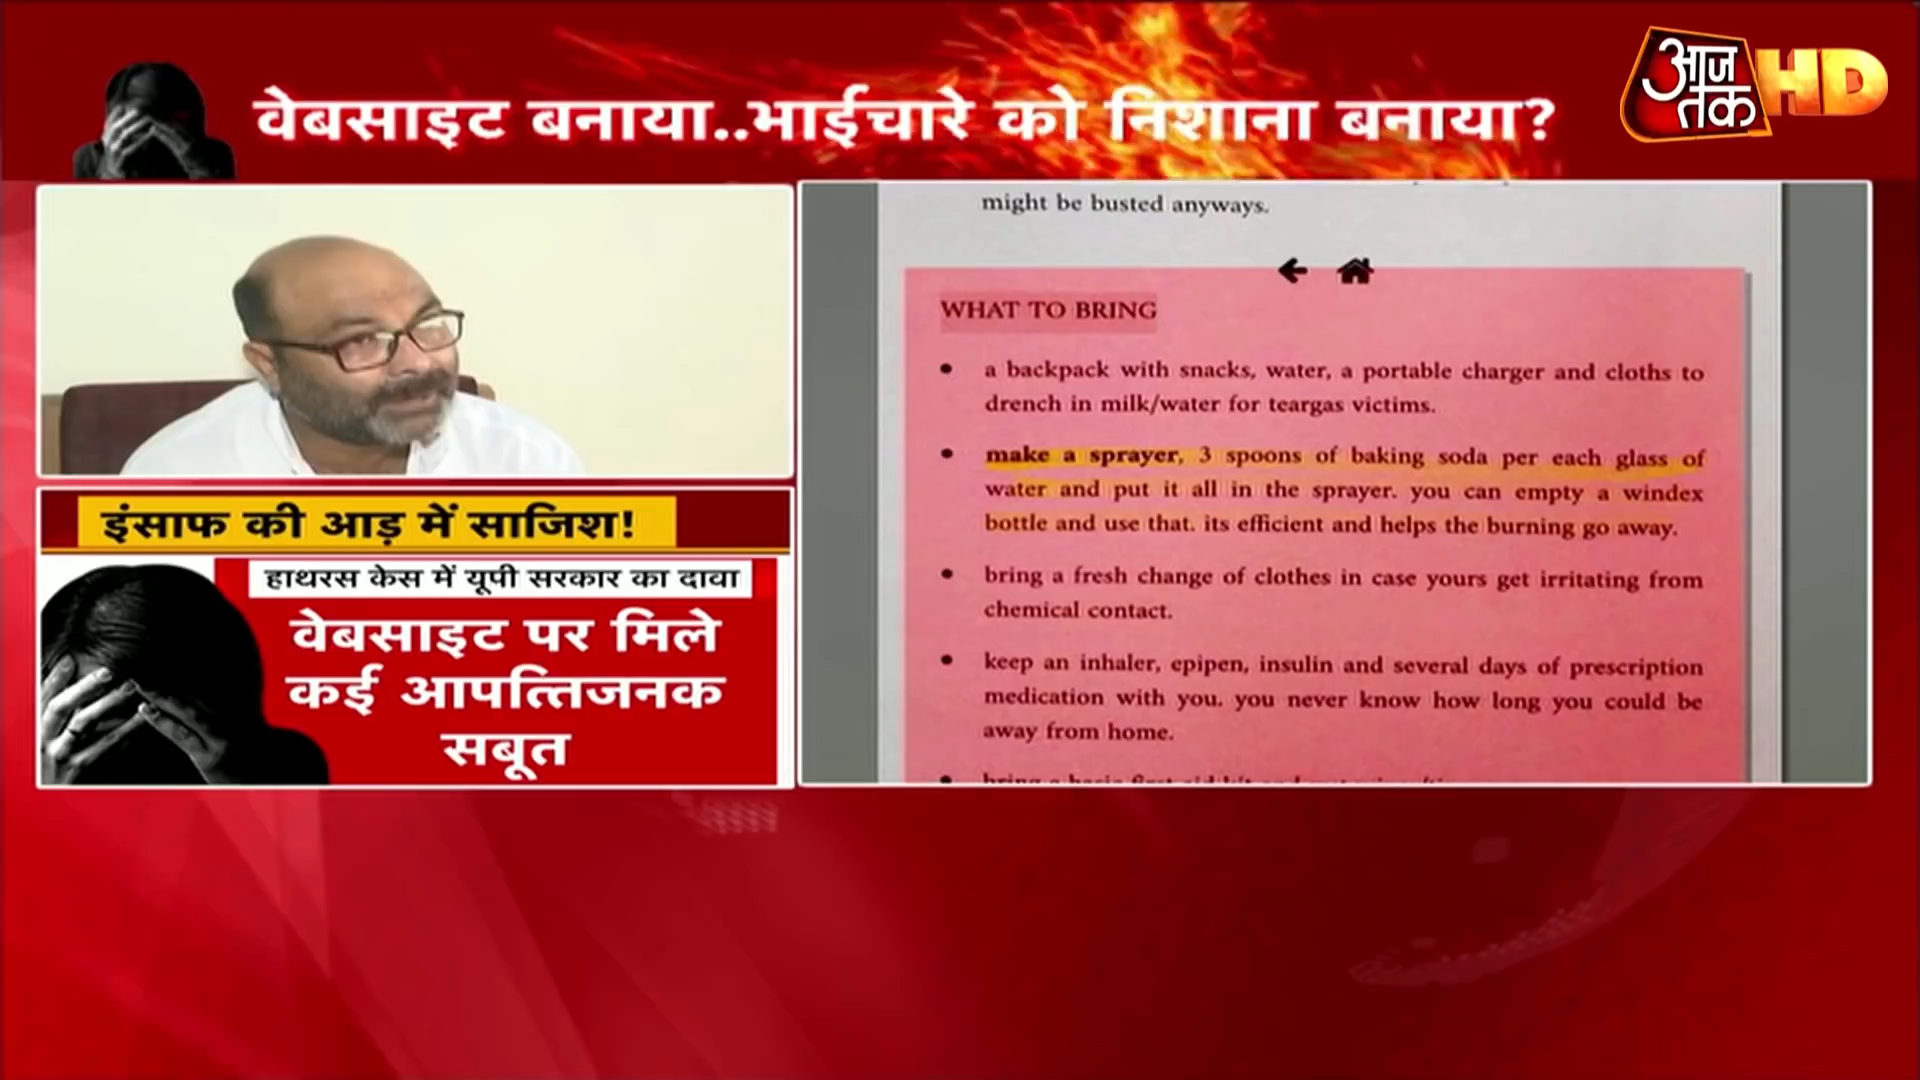 वेबसाइट बनाया..भाईचारे को निशाना बनाया?
आज
तक HD
might be busted anyways.
WHAT TO BRING
• a backpack with snacks, water, a portable charger and cloths to
drench in milk/water for teargas victims.
• make a sprayer, 3 spoons of baking soda per each glass of
water and put it all in the sprayer. you can empty a windex
bottle and use that. its efficient and helps the burning go away.
• bring a fresh change of clothes in case yours get irritating from
chemical contact.
• keep an inhaler, epipen, insulin and several days of prescription
medication with you. you never know how long you could be
away from home.
इंसाफ की आड़ में साजिश!
हाथरस केस में यूपी सरकार का दावा
वेबसाइट पर मिले
कई आपत्तिजनक
सबूत